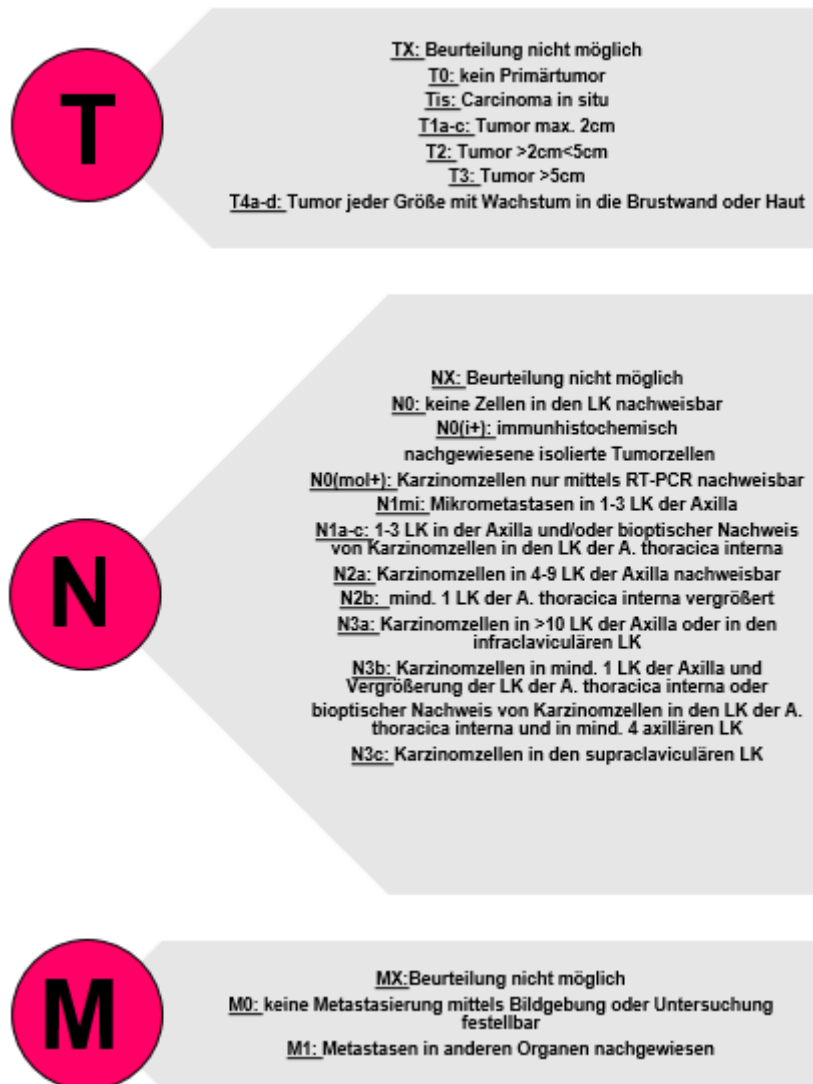 T
TX: Beurteilung nicht möglich
T0: kein Primärtumor
Tis: Carcinoma in situ
T1a-c: Tumor max. 2cm
T2: Tumor >2cm<5cm
T3: Tumor >5cm
T4a-d: Tumor jeder Größe mit Wachstum in die Brustwand oder Haut
N
NX: Beurteilung nicht möglich
N0: keine Zellen in den LK nachweisbar
N0(i+): immunhistochemisch
nachgewiesene isolierte Tumorzellen
N0(mol+): Karzinomzellen nur mittels RT-PCR nachweisbar
N1mi: Mikrometastasen in 1-3 LK der Axilla
N1a-c: 1-3 LK in der Axilla und/oder bioptischer Nachweis
von Karzinomzellen in den LK der A. thoracica interna
N2a: Karzinomzellen in 4-9 LK der Axilla nachweisbar
N2b: mind. 1 LK der A. thoracica interna vergrößert
N3a: Karzinomzellen in >10 LK der Axilla oder in den
infraclaviculären LK
N3b: Karzinomzellen in mind. 1 LK der Axilla und
Vergrößerung der LK der A. thoracica interna oder
bioptischer Nachweis von Karzinomzellen in den LK der A.
thoracica interna und in mind. 4 axillären LK
N3c: Karzinomzellen in den supraclaviculären LK
M
MX:Beurteilung nicht möglich
M0: keine Metastasierung mittels Bildgebung oder Untersuchung
festellbar
M1: Metastasen in anderen Organen nachgewiesen